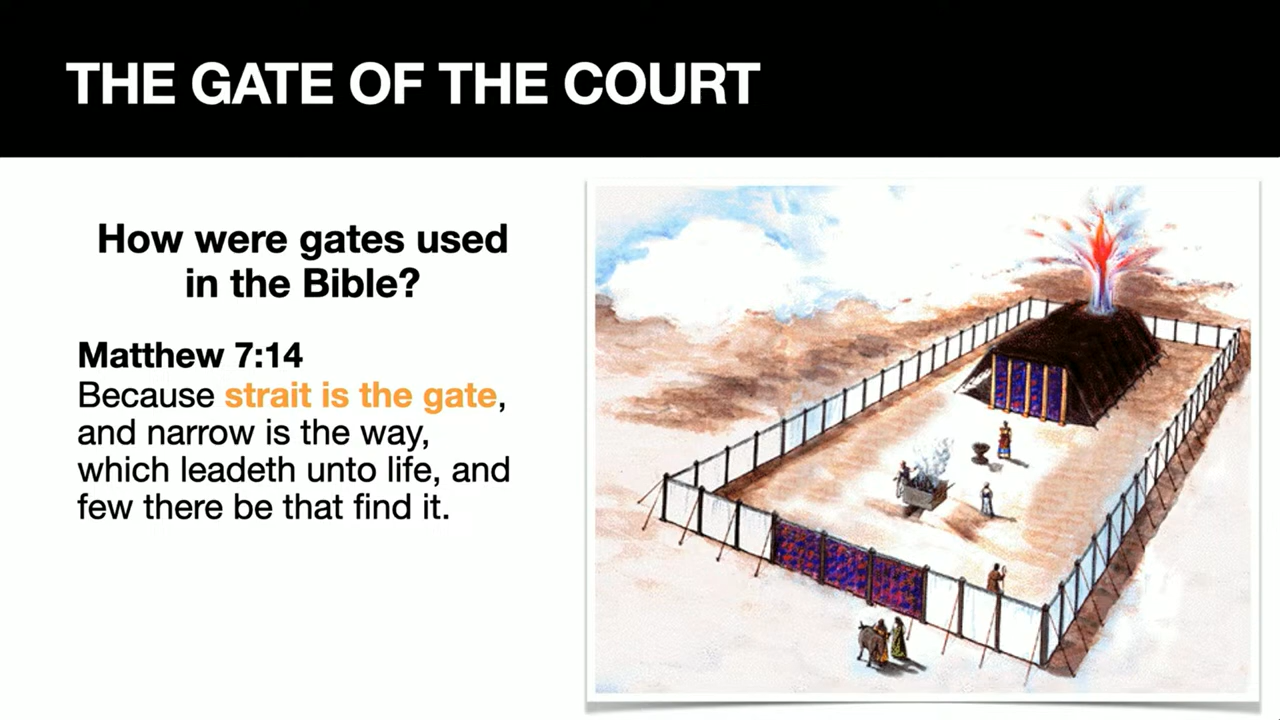 THE GATE OF THE COURT
How were gates used
in the Bible?
Matthew 7:14
Because strait is the gate,
and narrow is the way,
which leadeth unto life, and
few there be that find it.